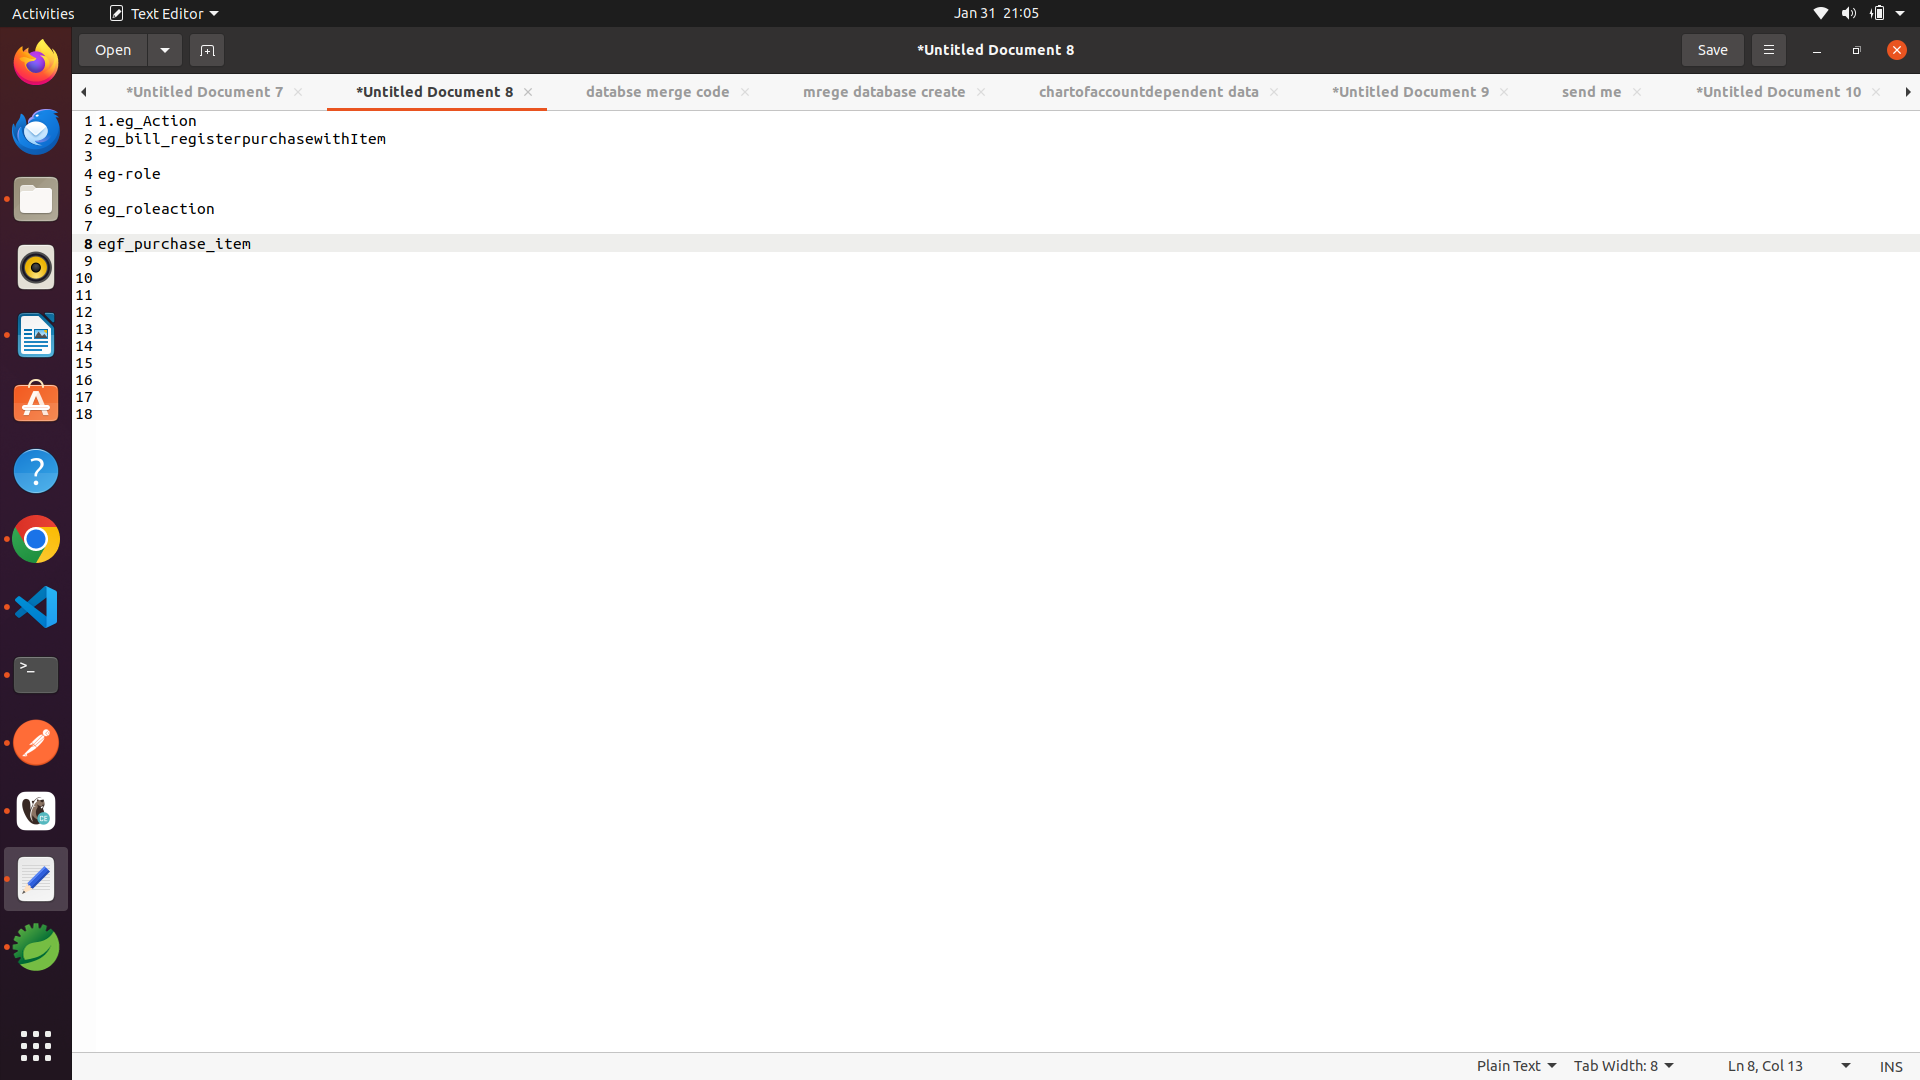 Activities
Text Editor
Jan 31 21:05
Open
*Untitled Document 8
Save
*Untitled Document 7
*Untitled Document 8
databse merge code
mrege database create
chartofaccountdependent data
*Untitled Document 9
send me
*Untitled Document 10
1 1.eg_Action
2 eg_bill_registerpurchasewithItem
3
4 eg-role
5
6 eg_roleaction
7
8 egf_purchase_item
9
10
11
12
13
14
15
16
17
18
Plain Text
Tab Width: 8
Ln 8, Col 13
INS